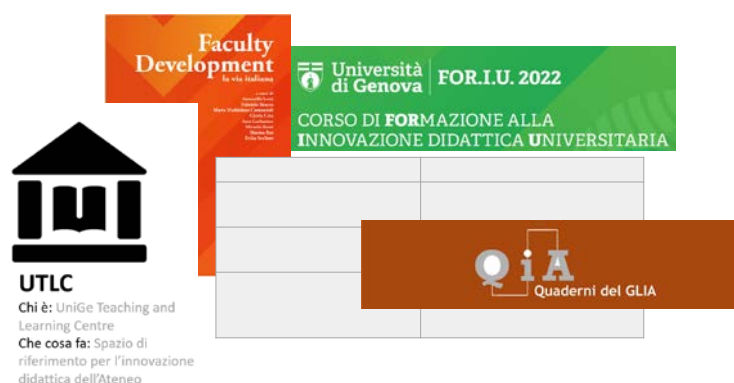 Faculty
Development
la via italiana
a cura di
Università
di Genova
FOR.I.U. 2022
CORSO DI FORMAZIONE ALLA
INNOVAZIONE DIDATTICA UNIVERSITARIA
QiA
Quaderni del GLIA
UTLC
Chi è: UniGe Teaching and
Learning Centre
Che cosa fa: Spazio di
riferimento per l'innovazione
didattica dell'Ateneo